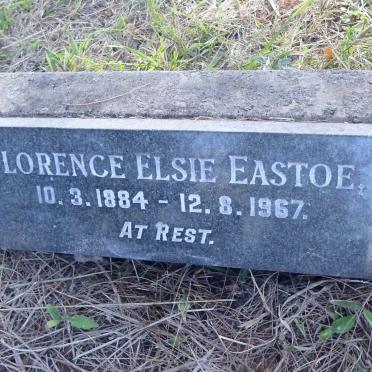 LORENCE ELSIE EASTOE,
10.3.1884 - 12.8.1967.
AT REST.